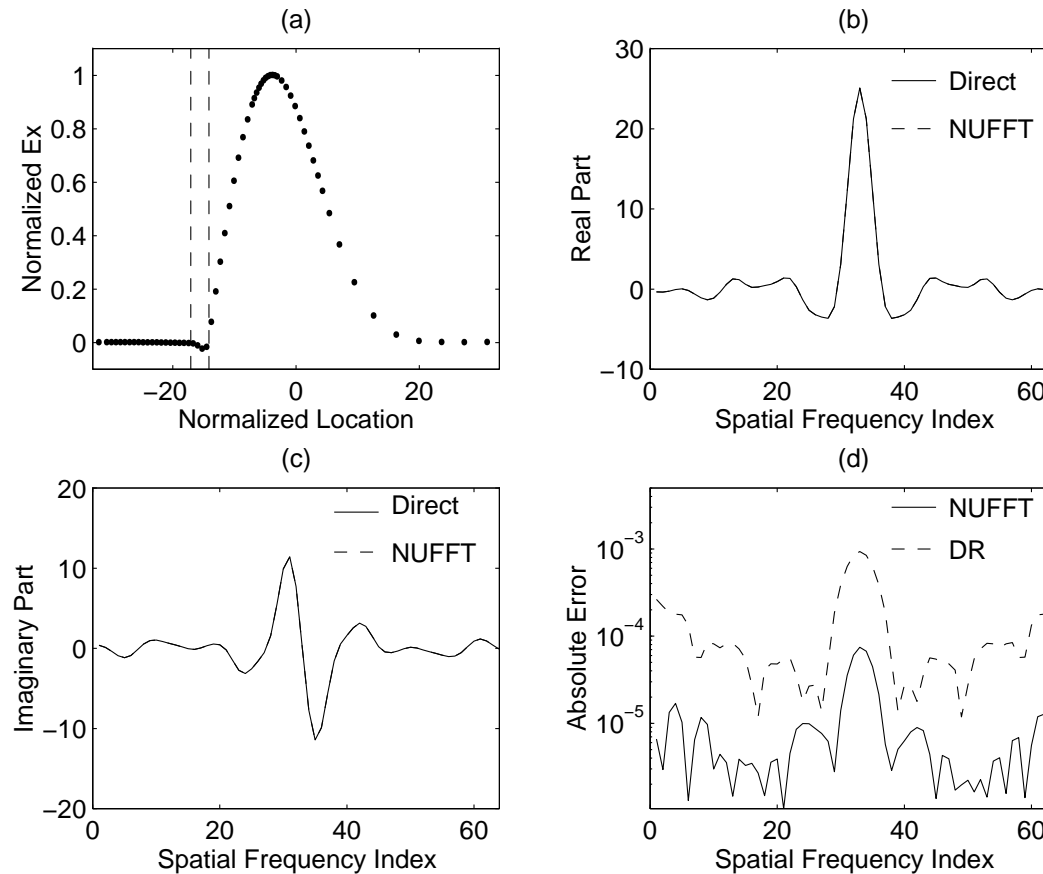 (a)
Normalized Ex
1
0.8
0.6
0.4
0.2
0
−20
0
20
Normalized Location
(b)
Real Part
30
20
10
0
−10
Direct
NUFFT
0
20
40
60
Spatial Frequency Index
(c)
Imaginary Part
20
10
0
−10
−20
Direct
NUFFT
0
20
40
60
Spatial Frequency Index
(d)
Absolute Error
10−3
10−4
10−5
NUFFT
DR
0
20
40
60
Spatial Frequency Index